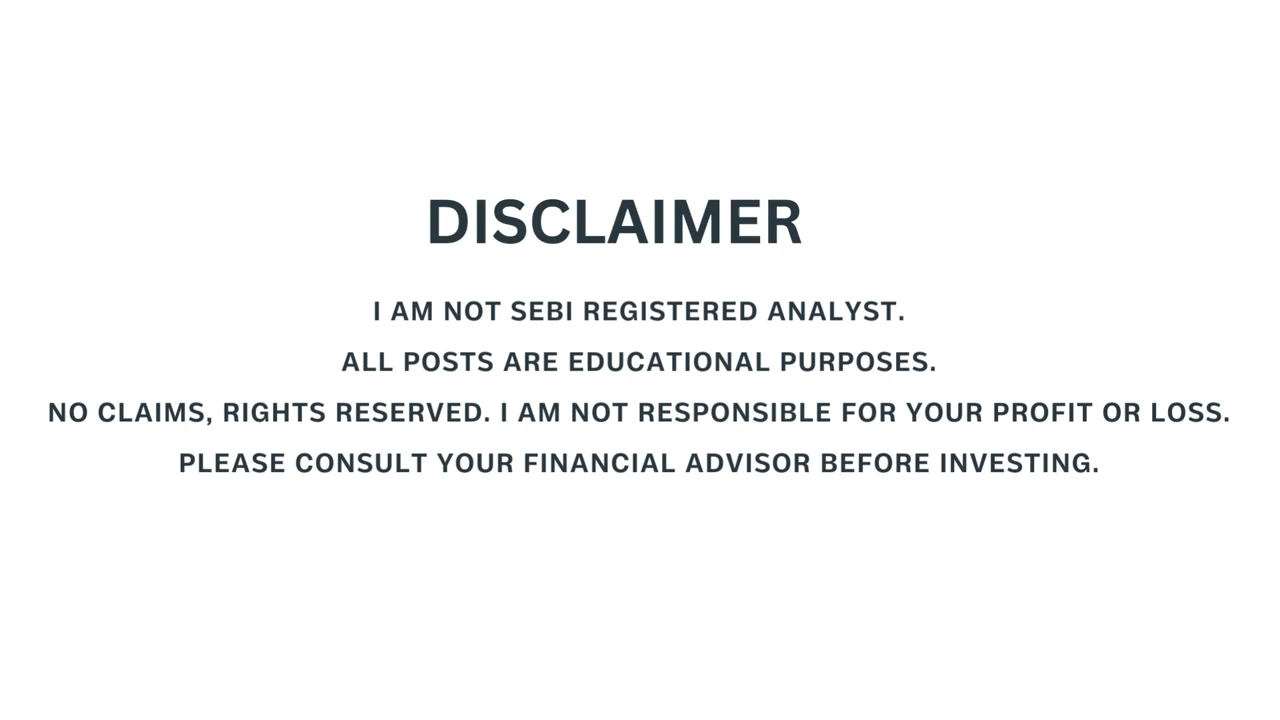 DISCLAIMER
I AM NOT SEBI REGISTERED ANALYST.
ALL POSTS ARE EDUCATIONAL PURPOSES.
NO CLAIMS, RIGHTS RESERVED. I AM NOT RESPONSIBLE FOR YOUR PROFIT OR LOSS.
PLEASE CONSULT YOUR FINANCIAL ADVISOR BEFORE INVESTING.